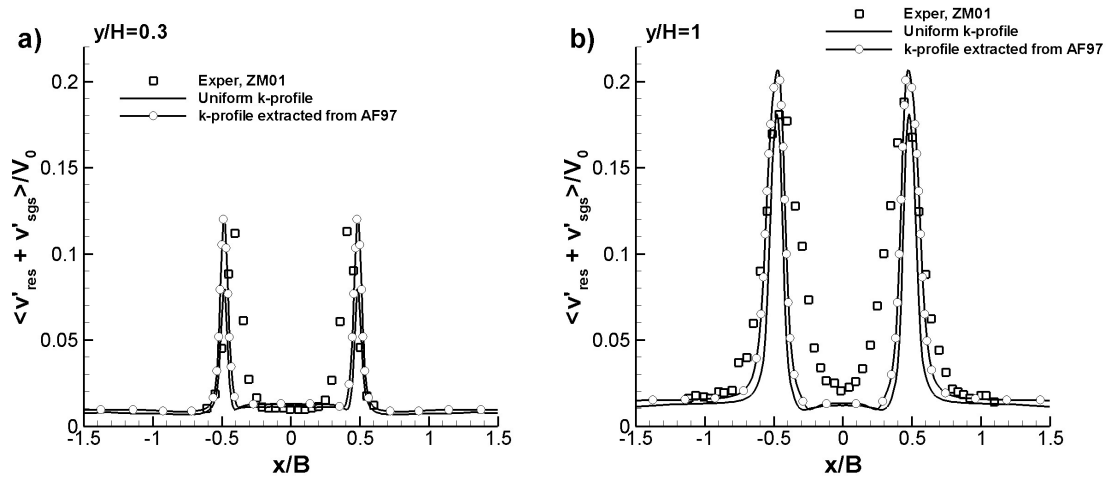 a)
y/H=0.3
Exper, ZM01
Uniform k-profile
k-profile extracted from AF97
<v'res + v'sgs>/V0
0.2
0.15
0.1
0.05
0
-1.5 -1 -0.5 0 0.5 1 1.5
x/B
b)
y/H=1
Exper, ZM01
Uniform k-profile
k-profile extracted from AF97
<v'res + v'sgs>/V0
0.2
0.15
0.1
0.05
0
-1.5 -1 -0.5 0 0.5 1 1.5
x/B